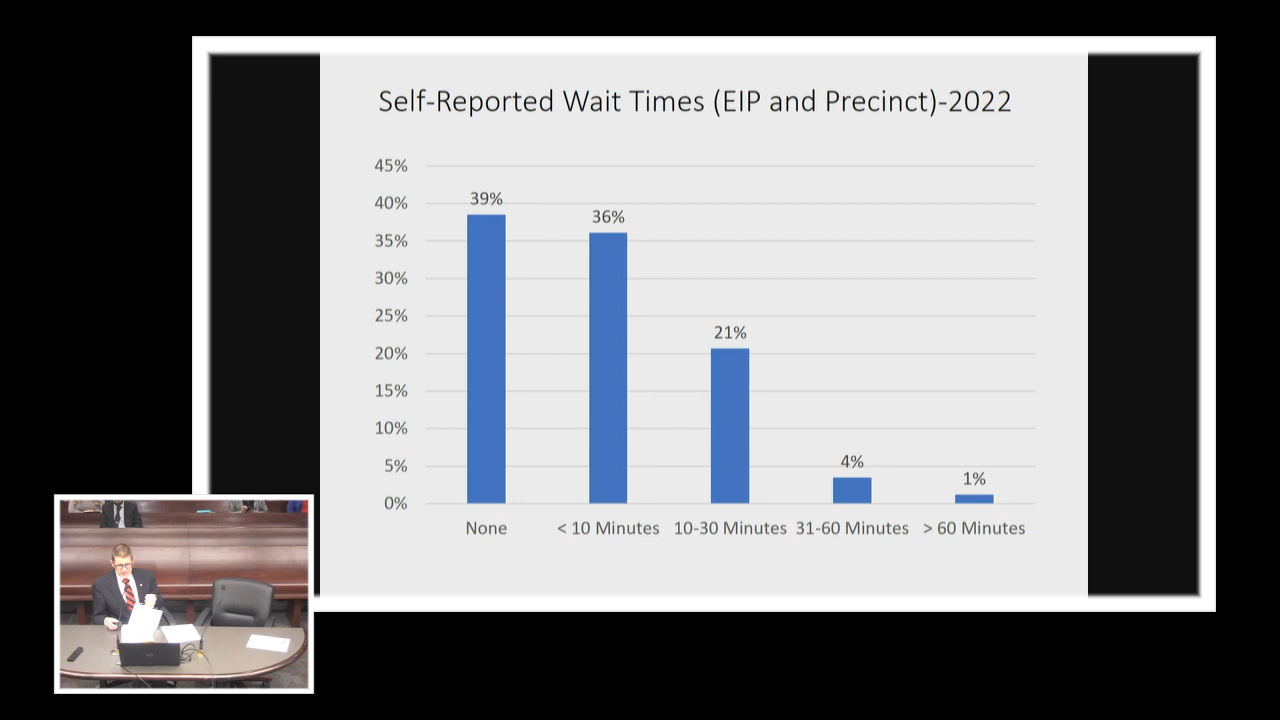 Self-Reported Wait Times (EIP and Precinct)-2022
45%
40%
35%
30%
25%
20%
15%
10%
5%
0%
39%
36%
21%
4%
1%
None
< 10 Minutes
10-30 Minutes
31-60 Minutes
> 60 Minutes